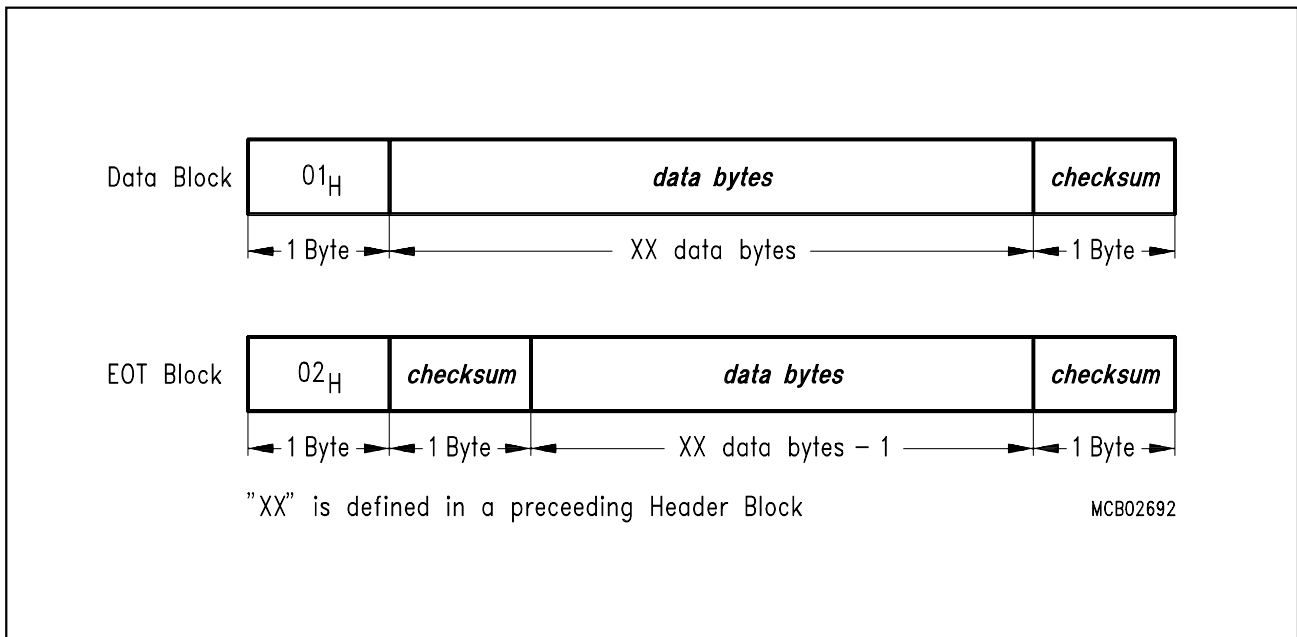 Data Block 01H data bytes checksum
1 Byte XX data bytes 1 Byte
EOT Block 02H checksum data bytes checksum
1 Byte 1 Byte XX data bytes - 1 1 Byte
"XX" is defined in a preceeding Header Block MCB02692